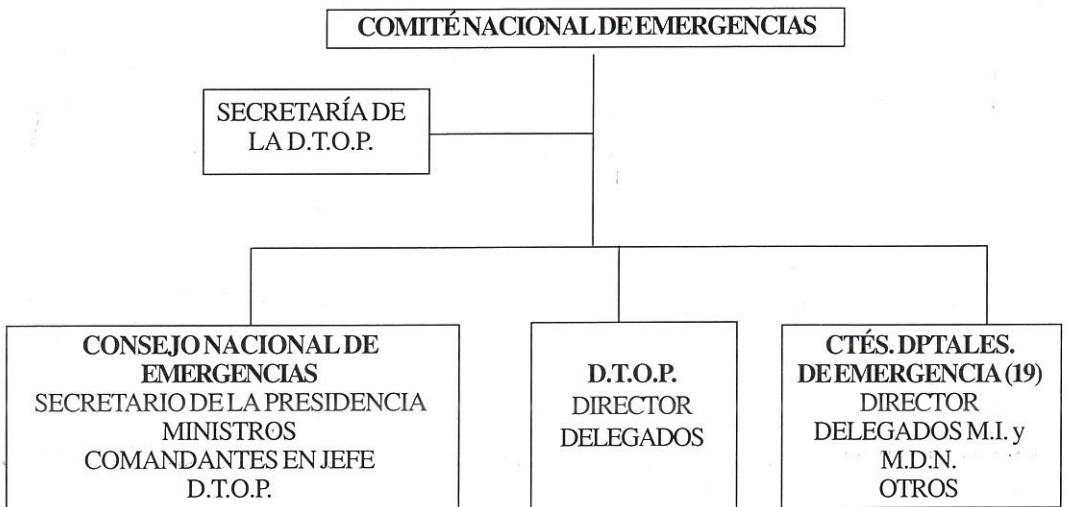 COMITÉ NACIONAL DE EMERGENCIAS
SECRETARÍA DE
LA D.T.O.P.
CONSEJO NACIONAL DE
EMERGENCIAS
SECRETARIO DE LA PRESIDENCIA
MINISTROS
COMANDANTES EN JEFE
D.T.O.P.
D.T.O.P.
DIRECTOR
DELEGADOS
CTÉS. DPTALES.
DE EMERGENCIA (19)
DIRECTOR
DELEGADOS M.I. y
M.D.N.
OTROS